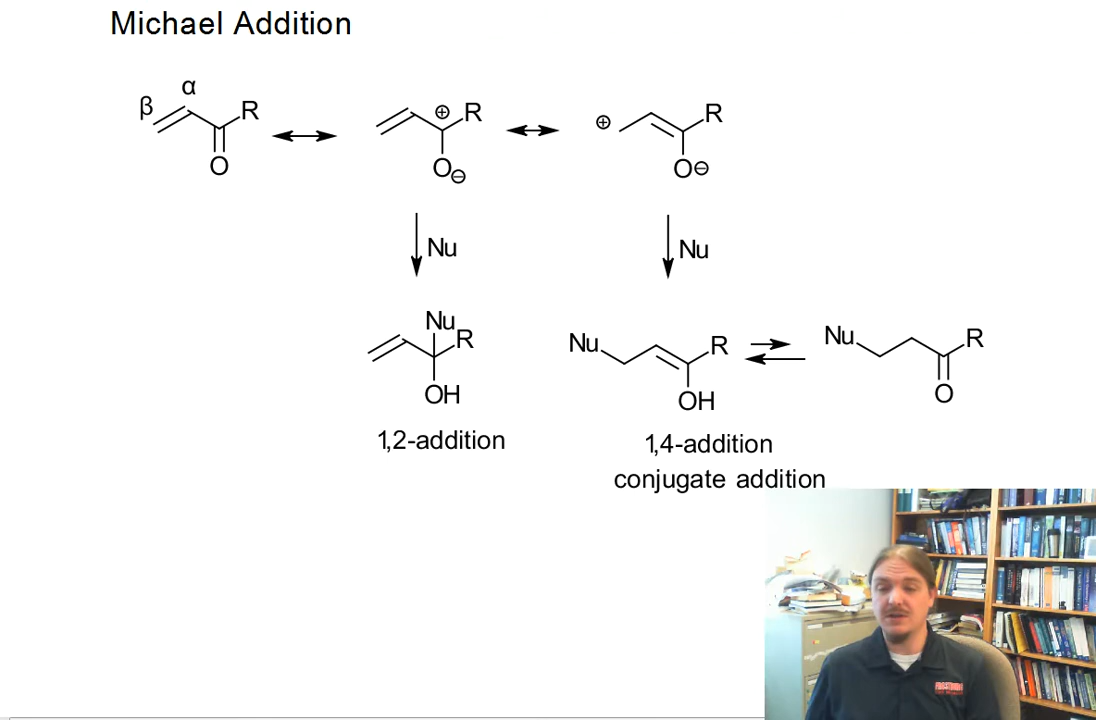 Michael Addition
β α R O
⊕ R O⊖
⊕ R O⊖
Nu
Nu
Nu R OH
Nu R OH
Nu R O
1,2-addition
1,4-addition
conjugate addition